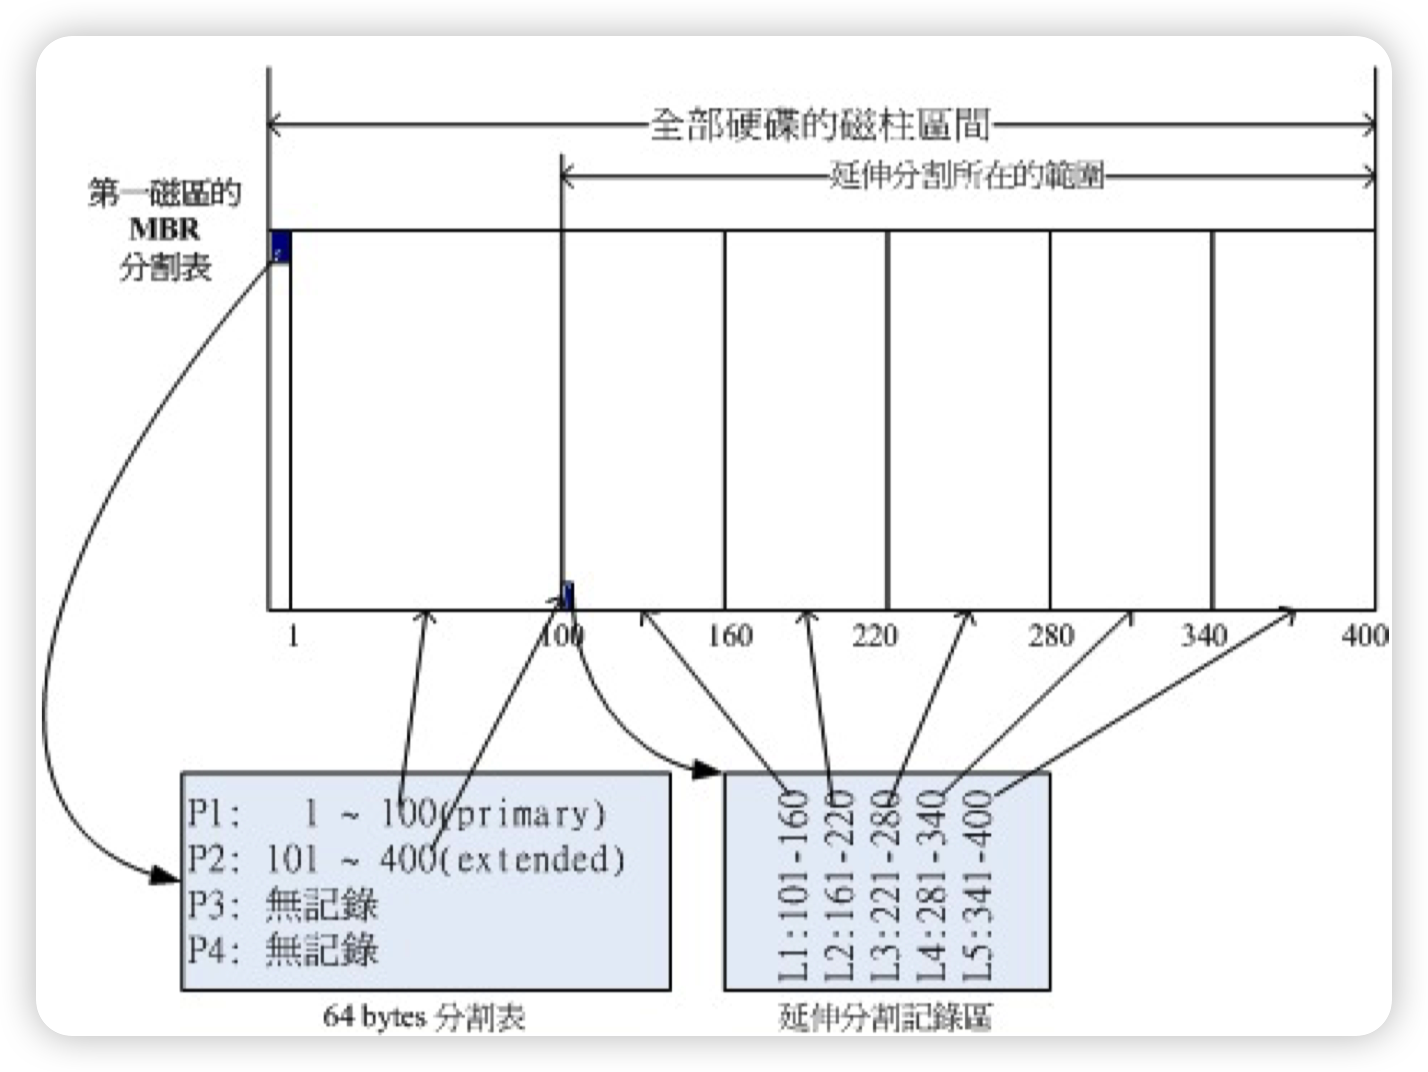 全部硬碟的磁柱區間
延伸分割所在的範圍
第一磁區的
MBR
分割表
1
100
160
220
280
340
400
P1: 1 ~ 100(primary)
P2: 101 ~ 400(extended)
P3: 無記錄
P4: 無記錄
L1:101-160
L2:161-220
L3:221-280
L4:281-340
L5:341-400
64 bytes 分割表
延伸分割記錄區